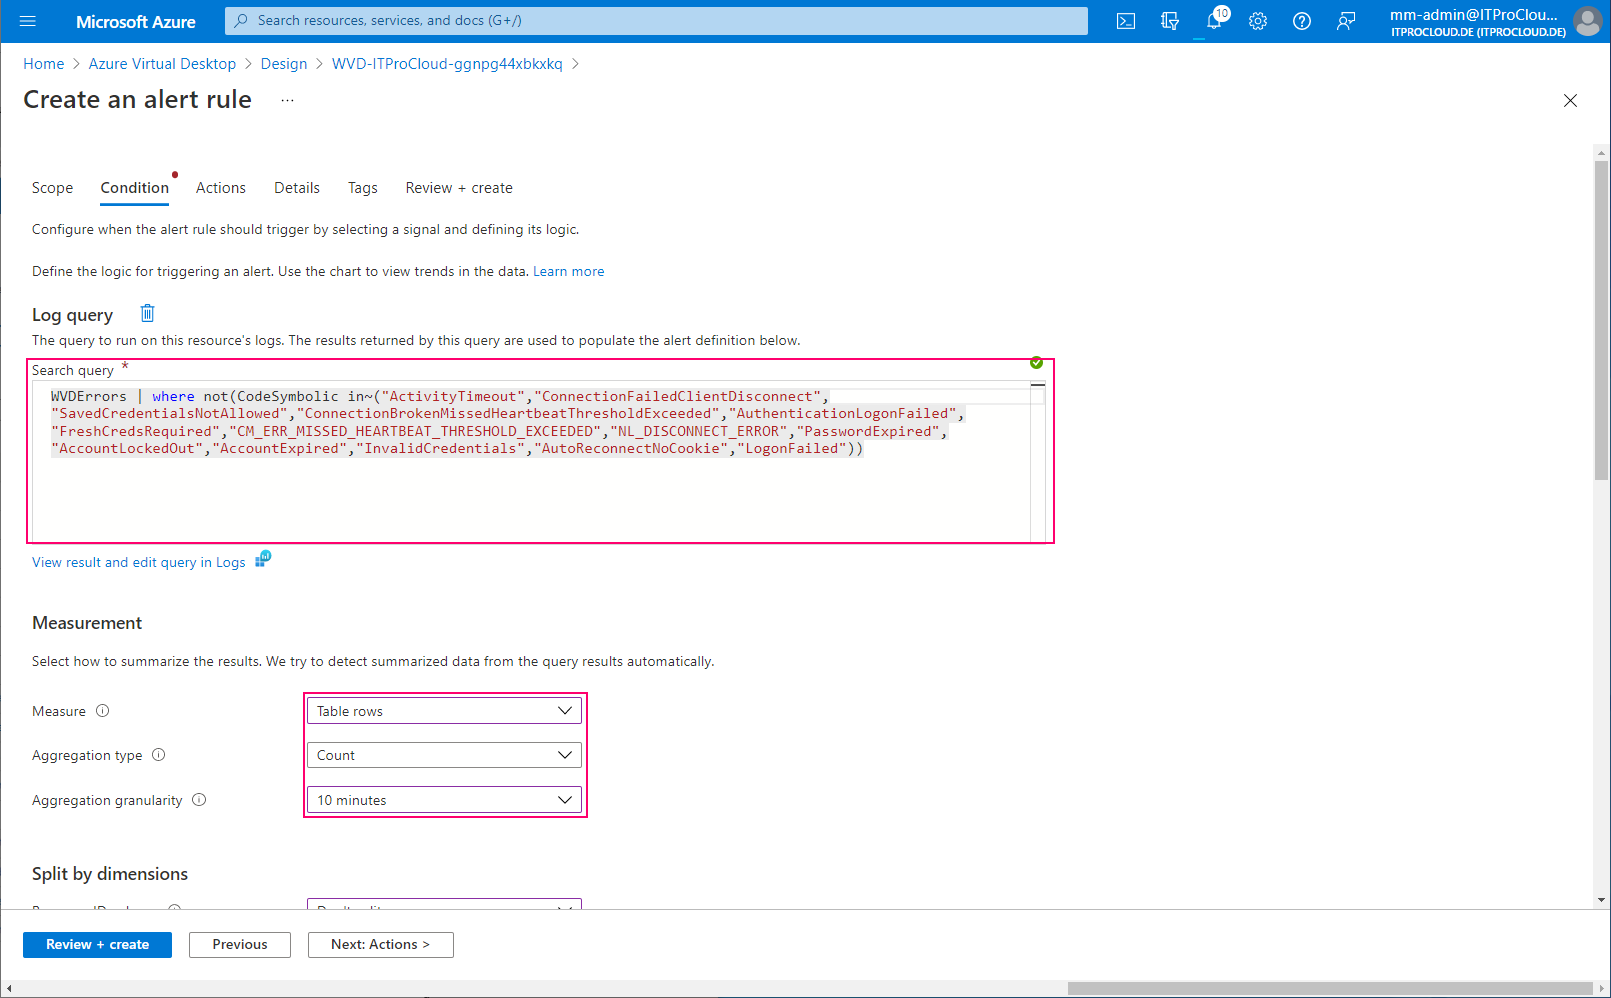 Microsoft Azure
Search resources, services, and docs (G+/)
10
mm-admin@ITProClou...
ITPROCLOUD.DE (ITPROCLOUD.DE)
Home > Azure Virtual Desktop > Design > WVD-ITProCloud-ggnpg44xbkxkq >
Create an alert rule ...
Scope Condition Actions Details Tags Review + create
Configure when the alert rule should trigger by selecting a signal and defining its logic.
Define the logic for triggering an alert. Use the chart to view trends in the data. Learn more
Log query
The query to run on this resource's logs. The results returned by this query are used to populate the alert definition below.
Search query *
WVDErrors | where not(CodeSymbolic in~("ActivityTimeout","ConnectionFailedClientDisconnect",
"SavedCredentialsNotAllowed","ConnectionBrokenMissedHeartbeatThresholdExceeded","AuthenticationLogonFailed",
"FreshCredsRequired","CM_ERR_MISSED_HEARTBEAT_THRESHOLD_EXCEEDED","NL_DISCONNECT_ERROR","PasswordExpired",
"AccountLockedOut","AccountExpired","InvalidCredentials","AutoReconnectNoCookie","LogonFailed"))
View result and edit query in Logs
Measurement
Select how to summarize the results. We try to detect summarized data from the query results automatically.
Measure Table rows
Aggregation type Count
Aggregation granularity 10 minutes
Split by dimensions
Review + create Previous Next: Actions >